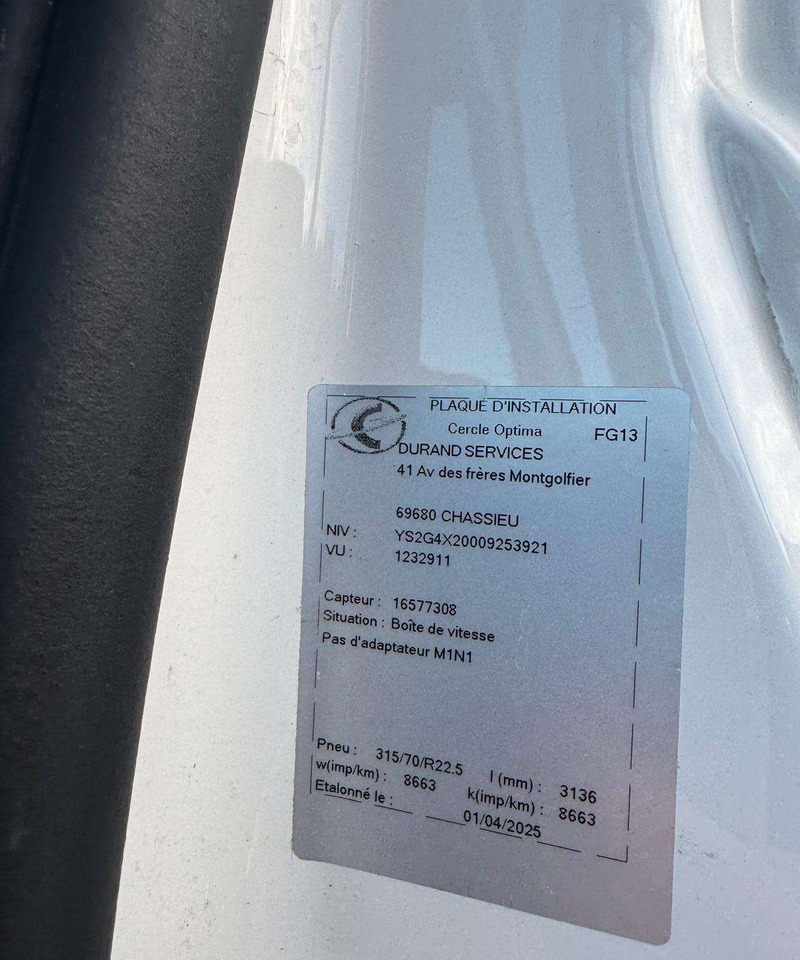 PLAQUE D'INSTALLATION
Cercle Optima FG13
DURAND SERVICES
41 Av des frères Montgolfier
69680 CHASSIEU
NIV : YS2G4X20009253921
VU : 1232911
Capteur : 16577308
Situation : Boîte de vitesse
Pas d'adaptateur M1N1
Pneu : 315/70/R22.5 l (mm) : 3136
w(imp/km) : 8663 k(imp/km) : 8663
Etalonné le : 01/04/2025